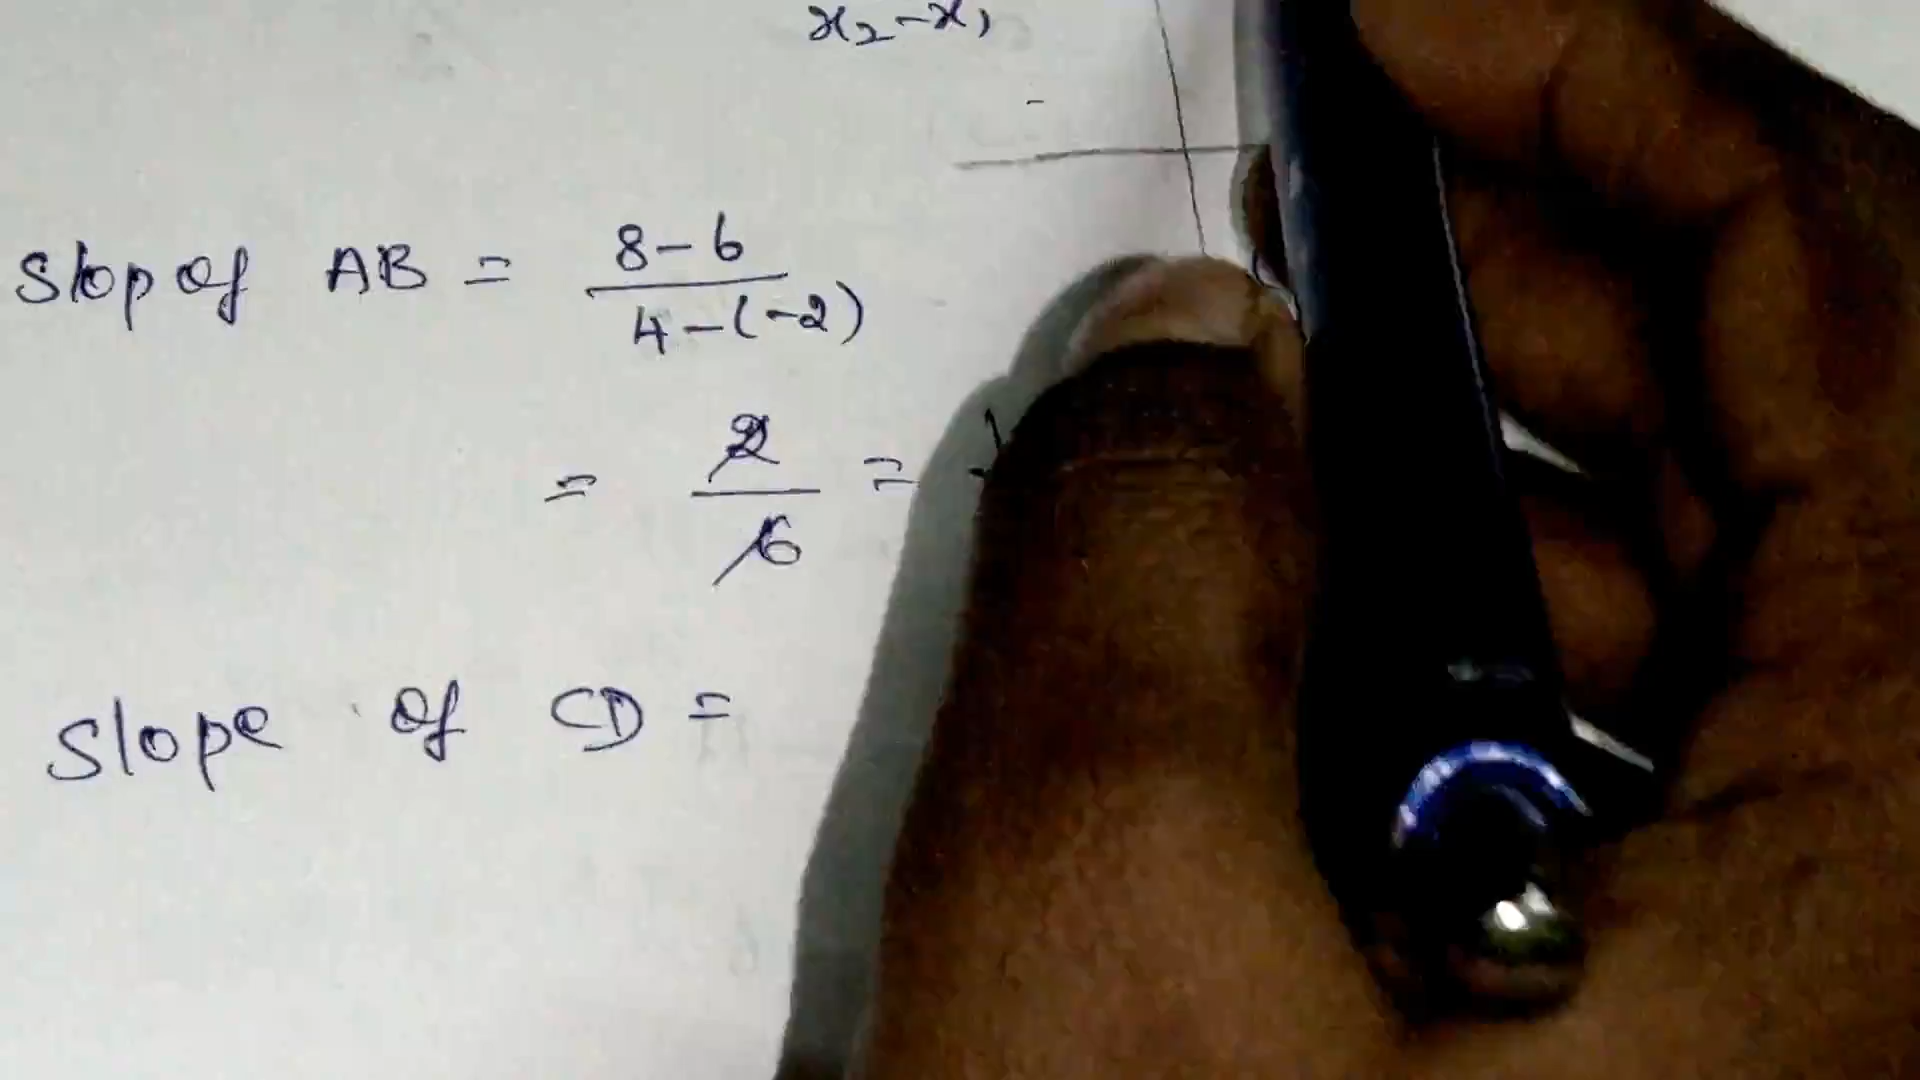 x₂-x₁
Slop of AB = 8-6
4-(-2)
= 2 =
6
Slope of CD =